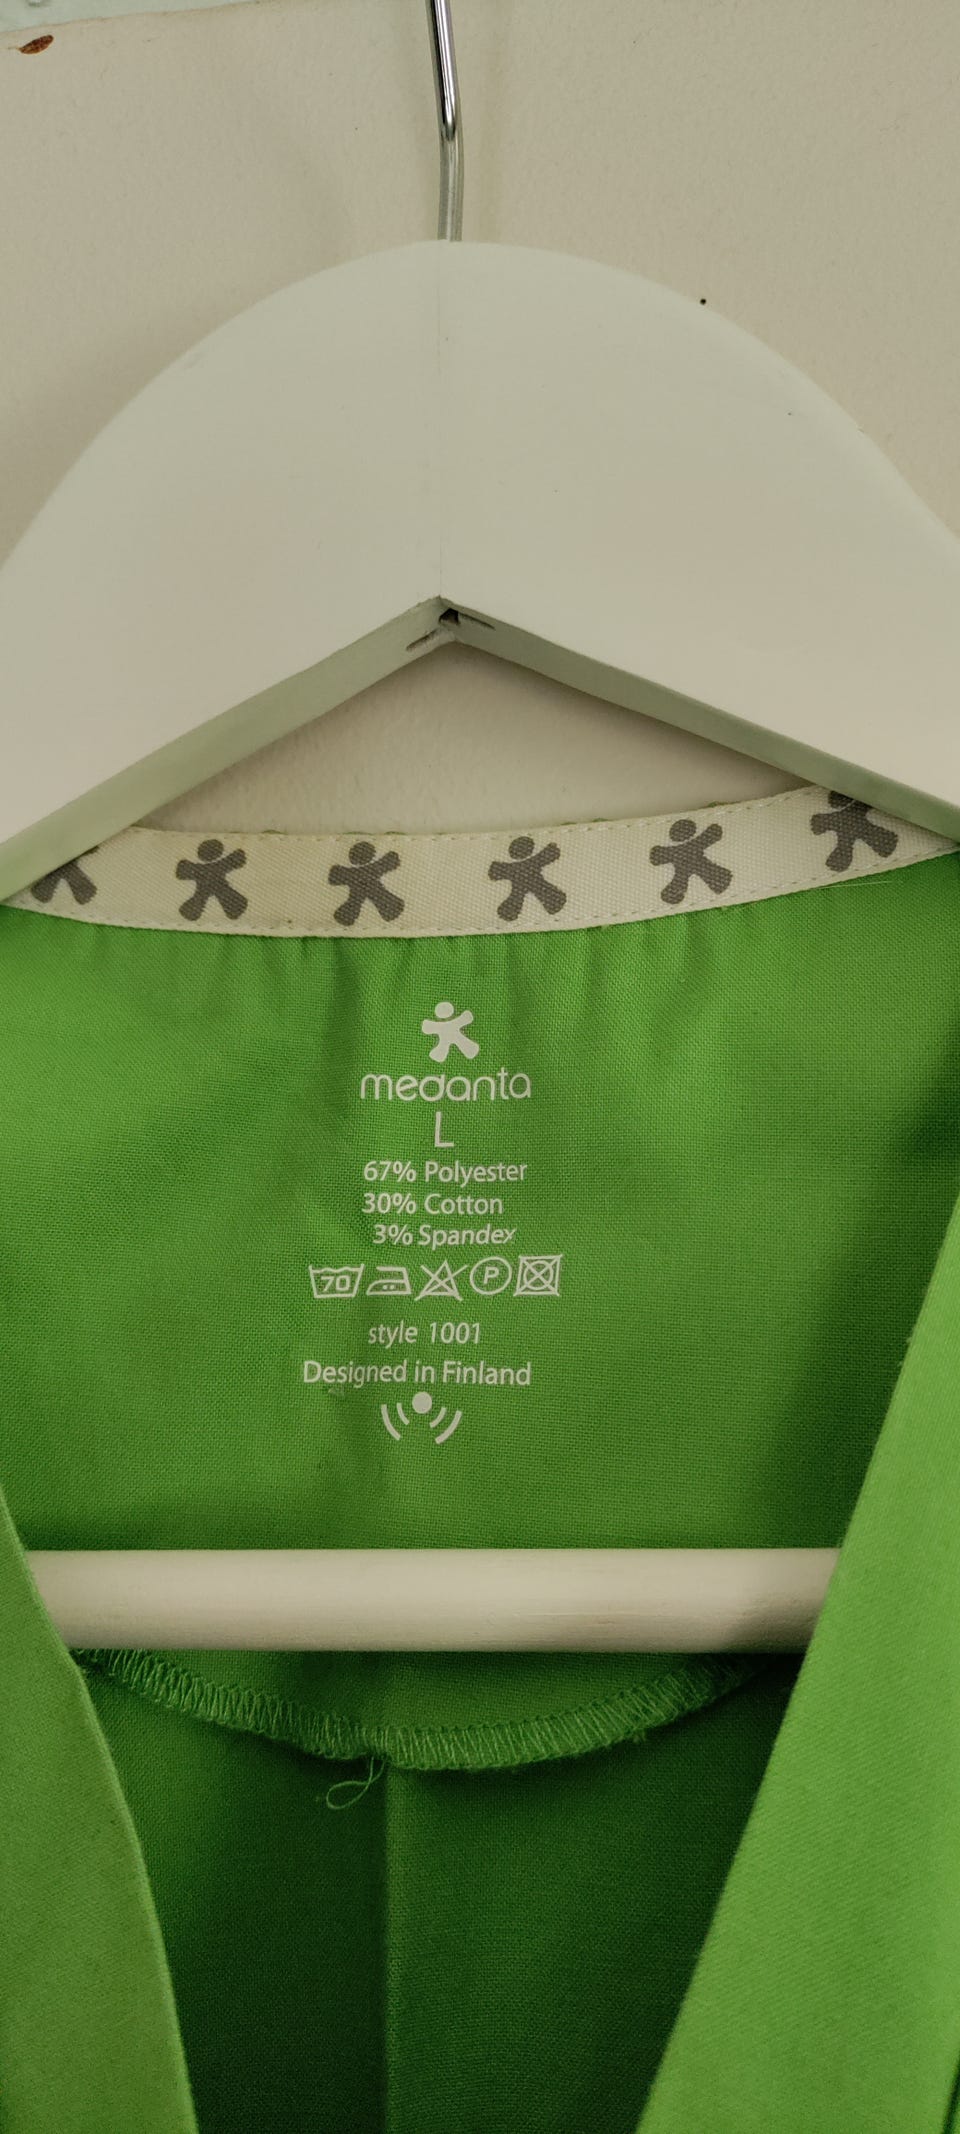 medanta
L
67% Polyester
30% Cotton
3% Spandex
70 P
style 1001
Designed in Finland